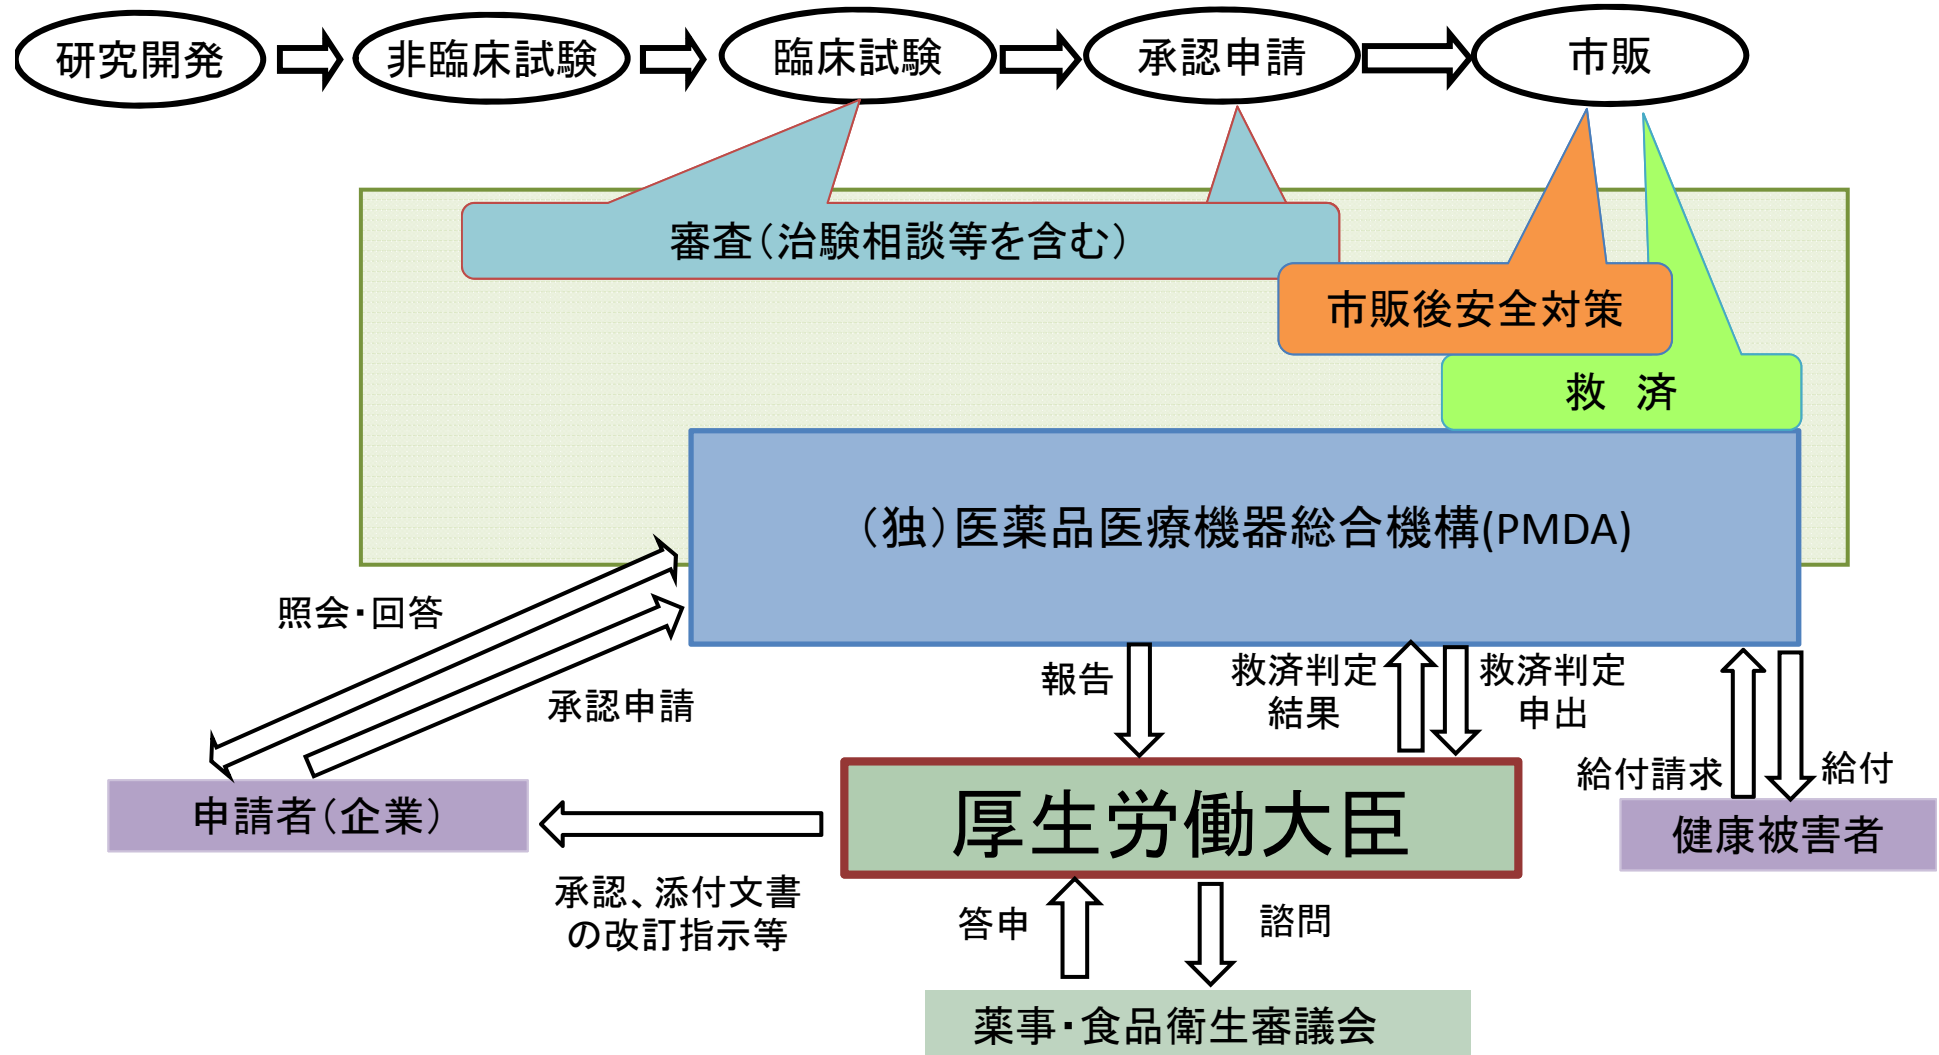 研究開発
非臨床試験
臨床試験
承認申請
市販
審査（治験相談等を含む）
市販後安全対策
救　済
（独）医薬品医療機器総合機構(PMDA)
照会・回答
承認申請
報告
救済判定
結果
救済判定
申出
給付請求
給付
申請者（企業）
厚生労働大臣
健康被害者
承認、添付文書
の改訂指示等
答申
諮問
薬事・食品衛生審議会